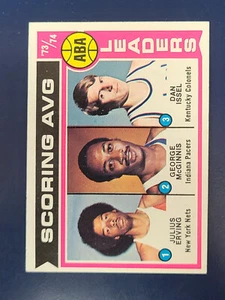 '73/'74
SCORING AVG
ABA
LEADERS
1
JULIUS ERVING
New York Nets
2
GEORGE McGINNIS
Indiana Pacers
3
DAN ISSEL
Kentucky Colonels